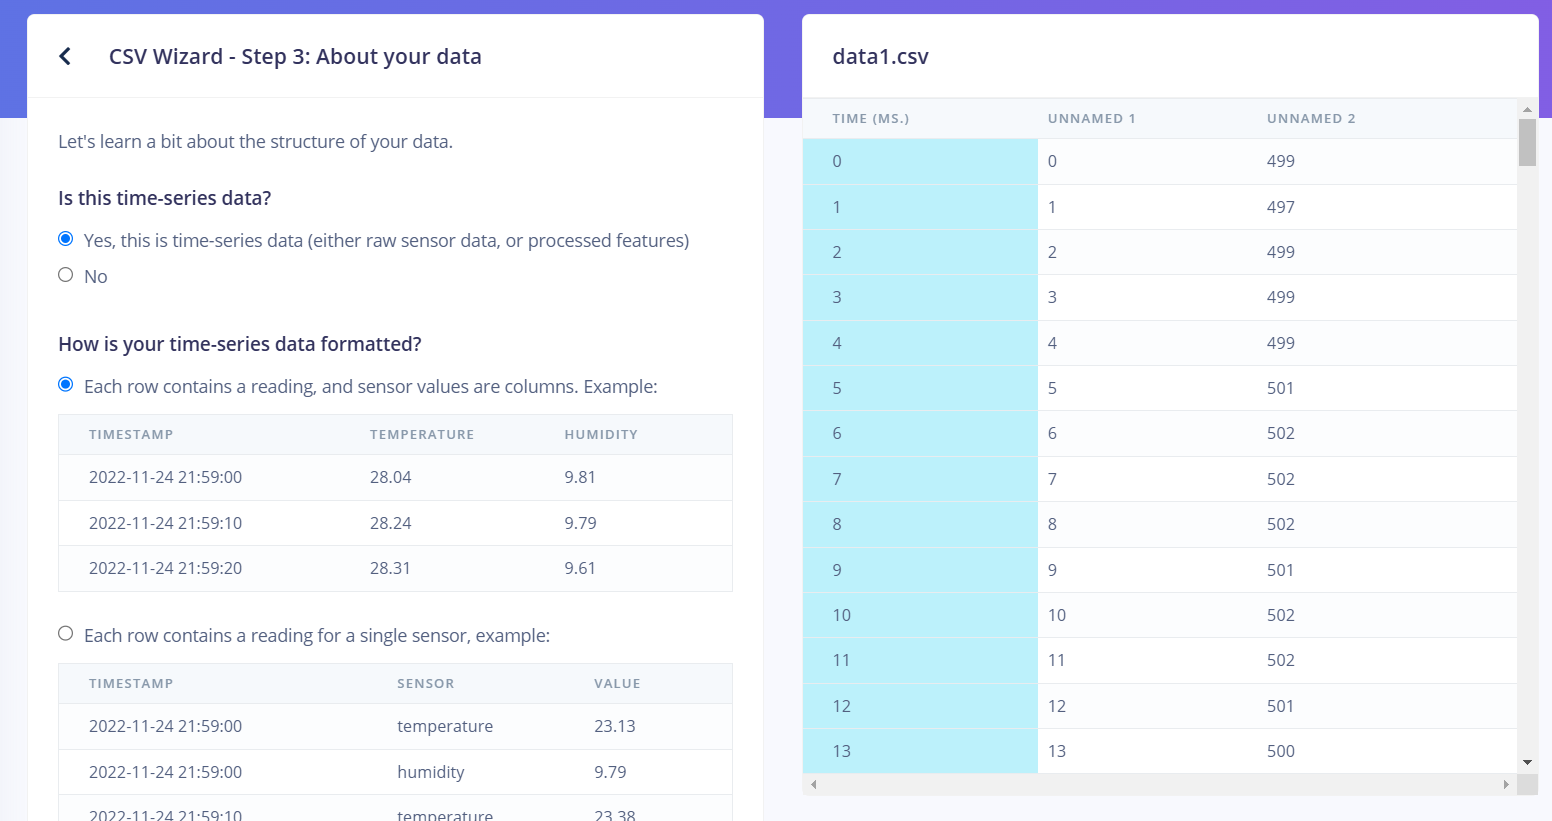 CSV Wizard - Step 3: About your data
Let's learn a bit about the structure of your data.
Is this time-series data?
Yes, this is time-series data (either raw sensor data, or processed features)
No
How is your time-series data formatted?
Each row contains a reading, and sensor values are columns. Example:
TIMESTAMP TEMPERATURE HUMIDITY
2022-11-24 21:59:00 28.04 9.81
2022-11-24 21:59:10 28.24 9.79
2022-11-24 21:59:20 28.31 9.61
Each row contains a reading for a single sensor, example:
TIMESTAMP SENSOR VALUE
2022-11-24 21:59:00 temperature 23.13
2022-11-24 21:59:00 humidity 9.79
2022-11-24 21:59:10 temperature 23.38
data1.csv
TIME (MS.) UNNAMED 1 UNNAMED 2
0 0 499
1 1 497
2 2 499
3 3 499
4 4 499
5 5 501
6 6 502
7 7 502
8 8 502
9 9 501
10 10 502
11 11 502
12 12 501
13 13 500